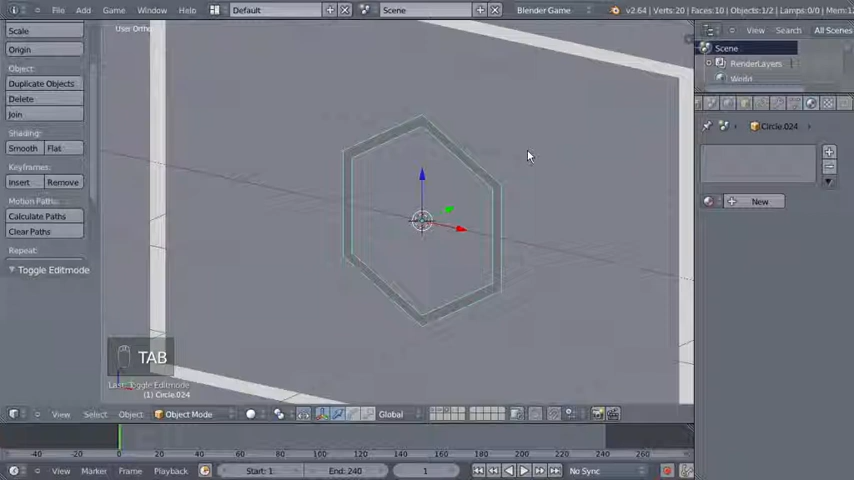 File Add Game Window Help Default Scene Blender Game v2.64 | Verts:20 | Faces:10 | Objects:1/2 | Lamps:0/0 | Mem:1
Scale
Origin
Object:
Duplicate Objects
Delete
Join
Shading:
Smooth Flat
Keyframes:
Insert Remove
Motion Paths:
Calculate Paths
Clear Paths
Repeat:
Toggle Editmode
User Ortho
TAB
Last: Toggle Editmode
(1) Circle.024
View Select Object Object Mode Global
View Search All Scenes
Scene
RenderLayers
World
Circle.024
New
-40 -20 0 20 40 60 80 100 120 140 160 180 200 220 240 260
View Marker Frame Playback Start: 1 End: 240 1 No Sync